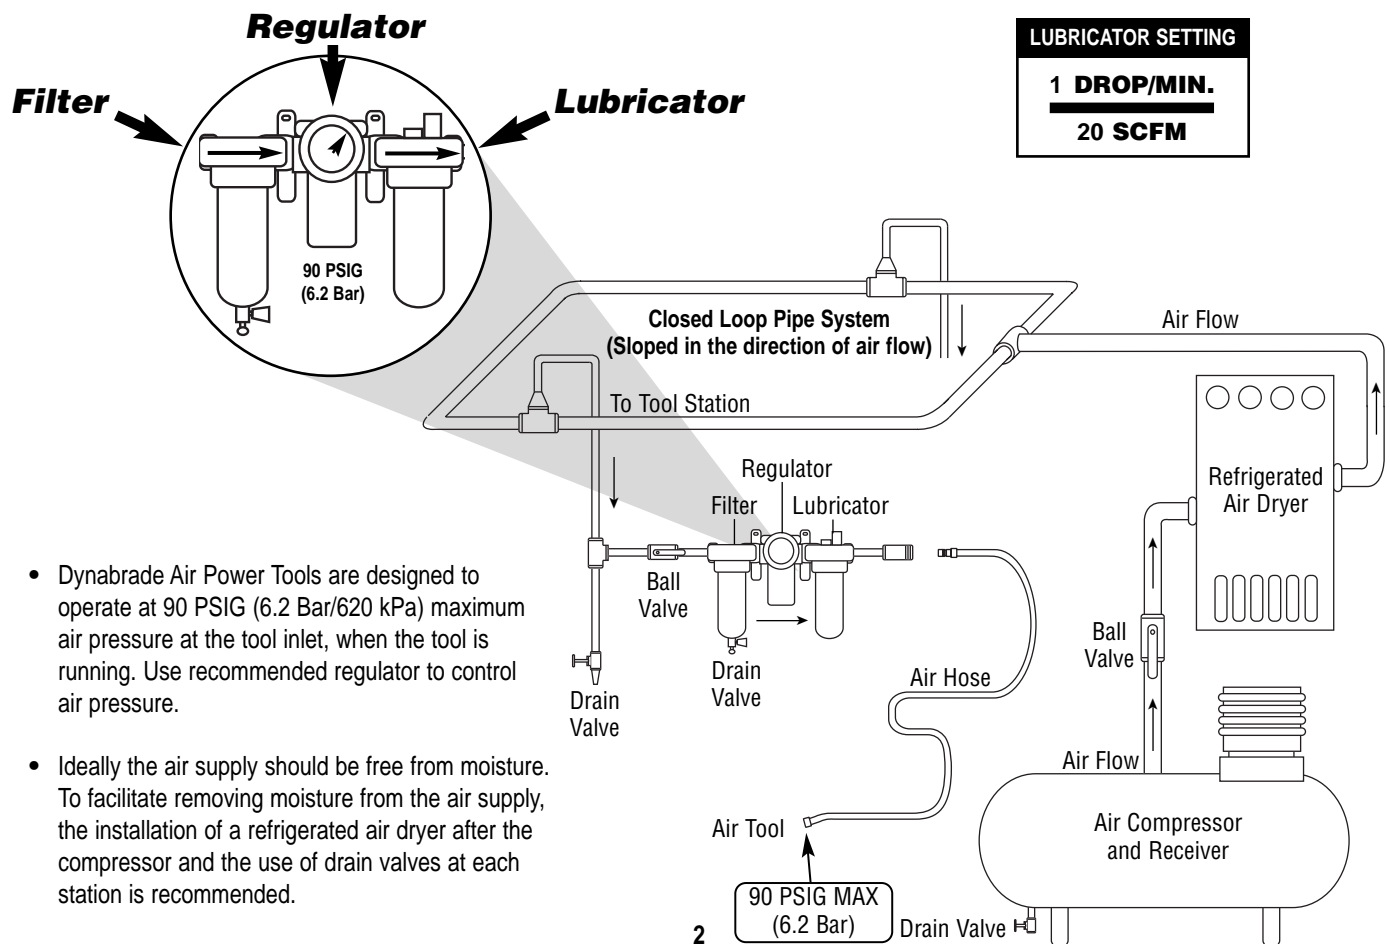 Regulator
Filter
Lubricator
90 PSIG
(6.2 Bar)
LUBRICATOR SETTING
1 DROP/MIN.
20 SCFM
Closed Loop Pipe System
(Sloped in the direction of air flow)
Air Flow
To Tool Station
Refrigerated
Air Dryer
Regulator
Filter
Lubricator
Ball
Valve
Drain
Valve
Drain
Valve
Air Hose
Ball
Valve
Air Flow
Air Compressor
and Receiver
Air Tool
90 PSIG MAX
(6.2 Bar)
Drain Valve
• Dynabrade Air Power Tools are designed to
operate at 90 PSIG (6.2 Bar/620 kPa) maximum
air pressure at the tool inlet, when the tool is
running. Use recommended regulator to control
air pressure.
• Ideally the air supply should be free from moisture.
To facilitate removing moisture from the air supply,
the installation of a refrigerated air dryer after the
compressor and the use of drain valves at each
station is recommended.
2